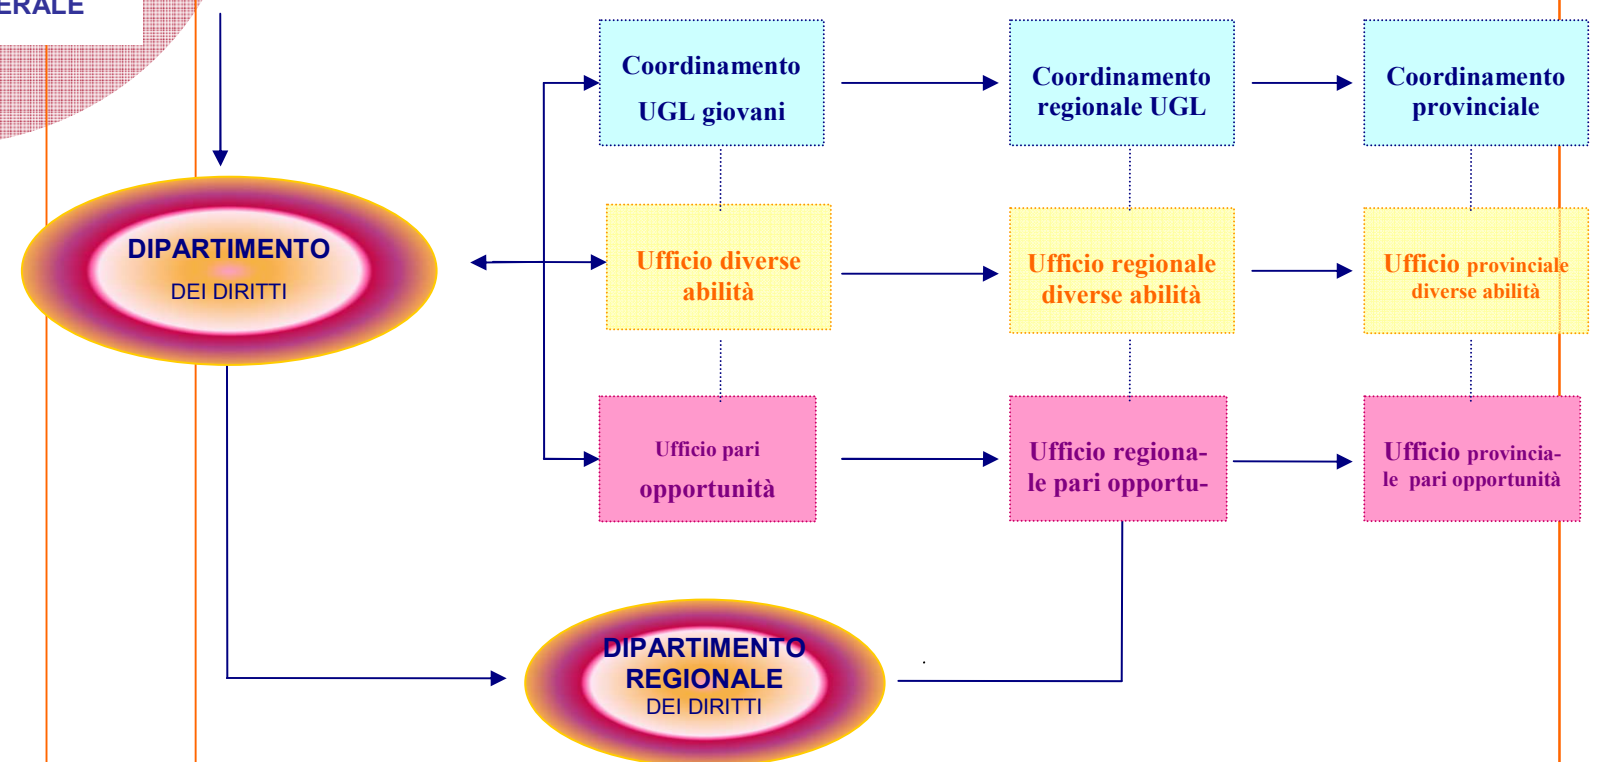 ERALE
Coordinamento
UGL giovani
Coordinamento
regionale UGL
Coordinamento
provinciale
DIPARTIMENTO
DEI DIRITTI
Ufficio diverse
abilità
Ufficio regionale
diverse abilità
Ufficio provinciale
diverse abilità
Ufficio pari
opportunità
Ufficio regiona-
le pari opportu-
Ufficio provincia-
le pari opportunità
DIPARTIMENTO
REGIONALE
DEI DIRITTI